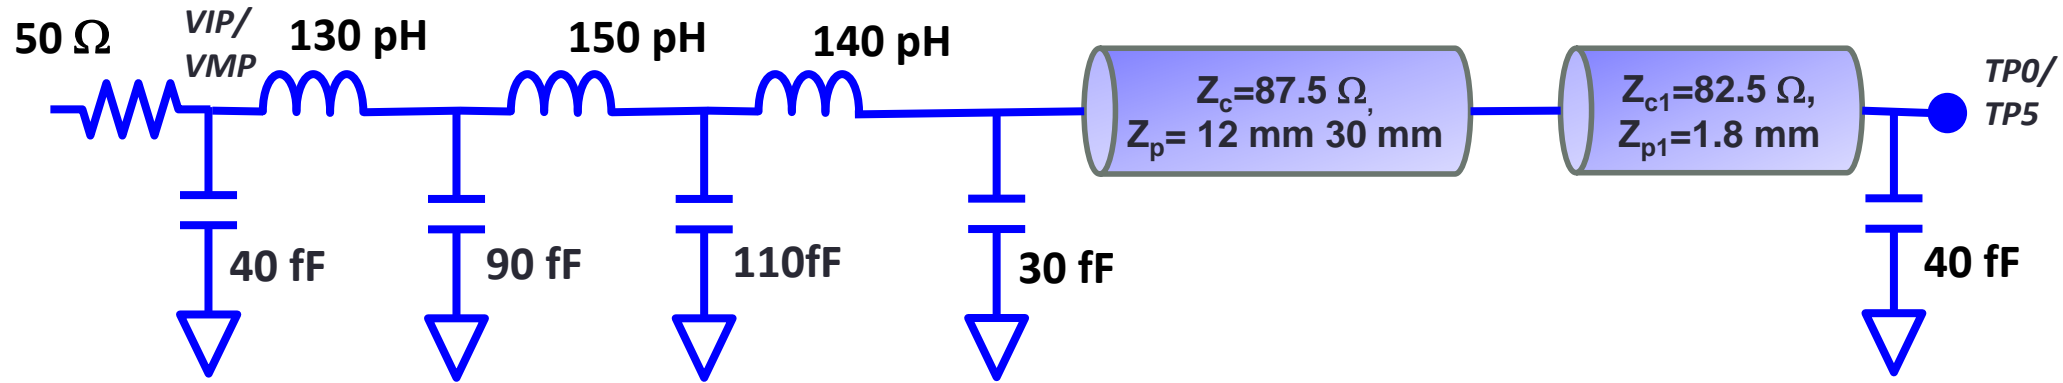 50 Ω
VIP/
VMP
130 pH
150 pH
140 pH
Zc=87.5 Ω,
Zp= 12 mm 30 mm
Zc1=82.5 Ω,
Zp1=1.8 mm
TP0/
TP5
40 fF
90 fF
110fF
30 fF
40 fF